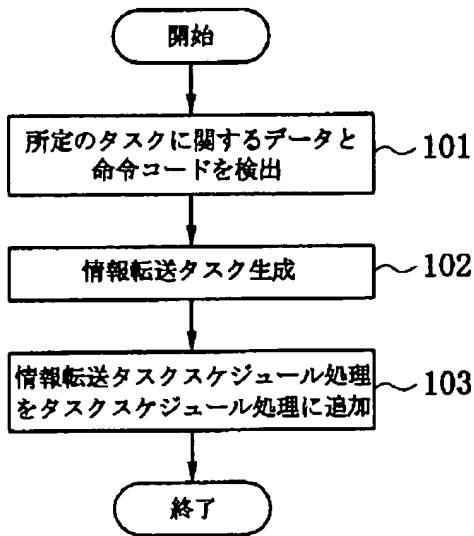 開始
所定のタスクに関するデータと
命令コードを検出
101
情報転送タスク生成
102
情報転送タスクスケジュール処理
をタスクスケジュール処理に追加
103
終了